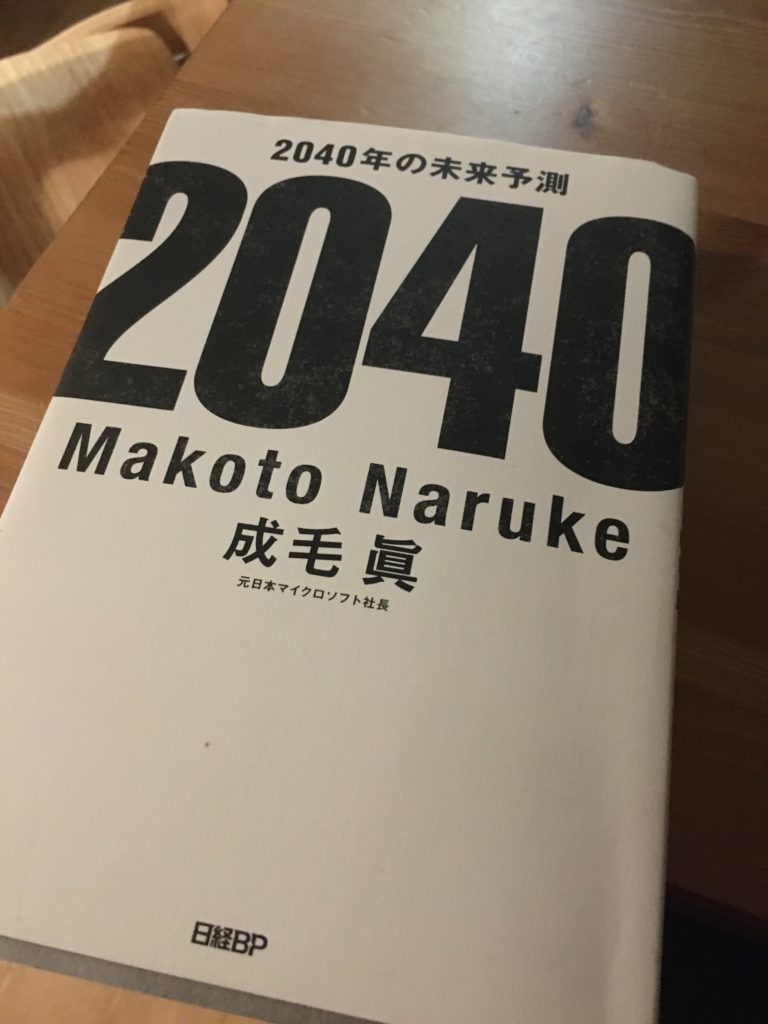 2040年の未来予測
2040
Makoto Naruke
成毛 眞
元日本マイクロソフト社長
日経BP